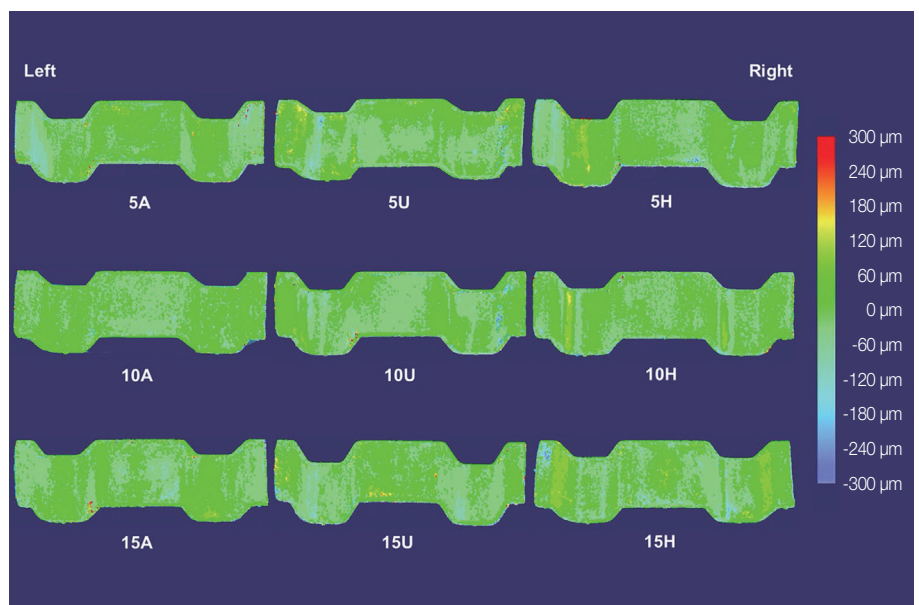 Left
Right
5A
5U
5H
10A
10U
10H
15A
15U
15H
300 µm
240 µm
180 µm
120 µm
60 µm
0 µm
-60 µm
-120 µm
-180 µm
-240 µm
-300 µm